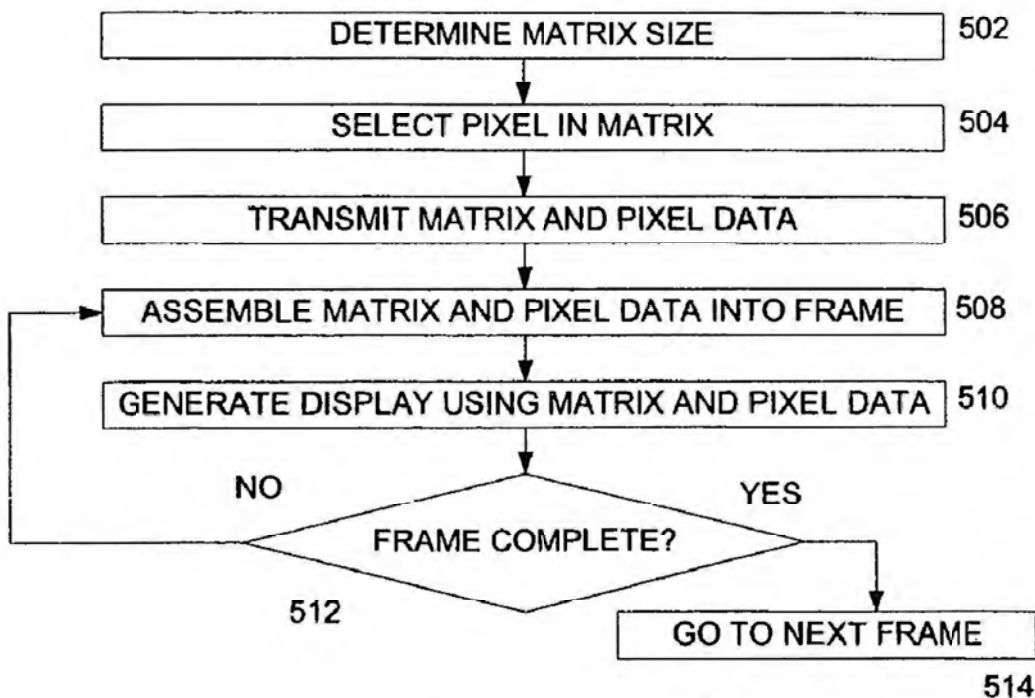 DETERMINE MATRIX SIZE 502
SELECT PIXEL IN MATRIX 504
TRANSMIT MATRIX AND PIXEL DATA 506
ASSEMBLE MATRIX AND PIXEL DATA INTO FRAME 508
GENERATE DISPLAY USING MATRIX AND PIXEL DATA 510
NO YES
FRAME COMPLETE?
512
GO TO NEXT FRAME
514